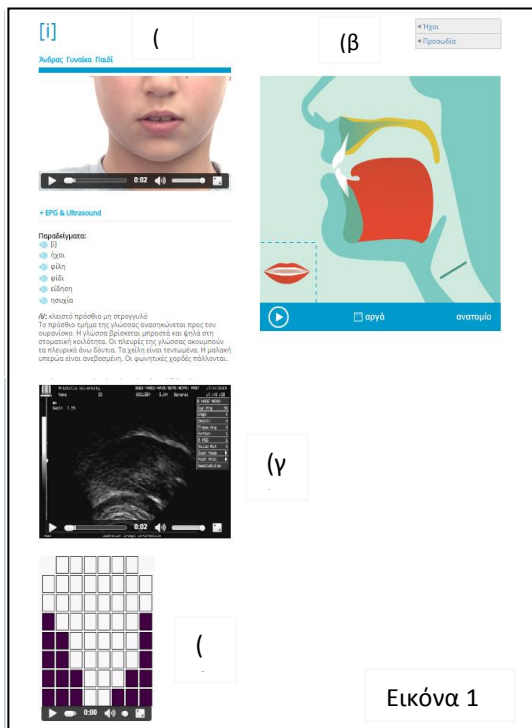 [i]
(
(β
Ήχοι
Προσωδία
Άνδρας Γυναίκα Παιδί
0:02
+ EPG & Ultrasound
Παραδείγματα:
[i]
ήχοι
φίλη
φίδι
είδηση
ησυχία
/i/: κλειστό πρόσθιο μη στρογγυλό
Το πρόσθιο τμήμα της γλώσσας ανασηκώνεται προς τον
ουρανίσκο. Η γλώσσα βρίσκεται μπροστά και ψηλά στη
στοματική κοιλότητα. Οι πλευρές της γλώσσας ακουμπούν
τα πλευρικά άνω δόντια. Τα χείλη είναι τεντωμένα. Η μαλακή
υπερώα είναι ανεβασμένη. Οι φωνητικές χορδές πάλλονται.
αργά
ανατομία
(γ
0:02
(
0:00
Εικόνα 1